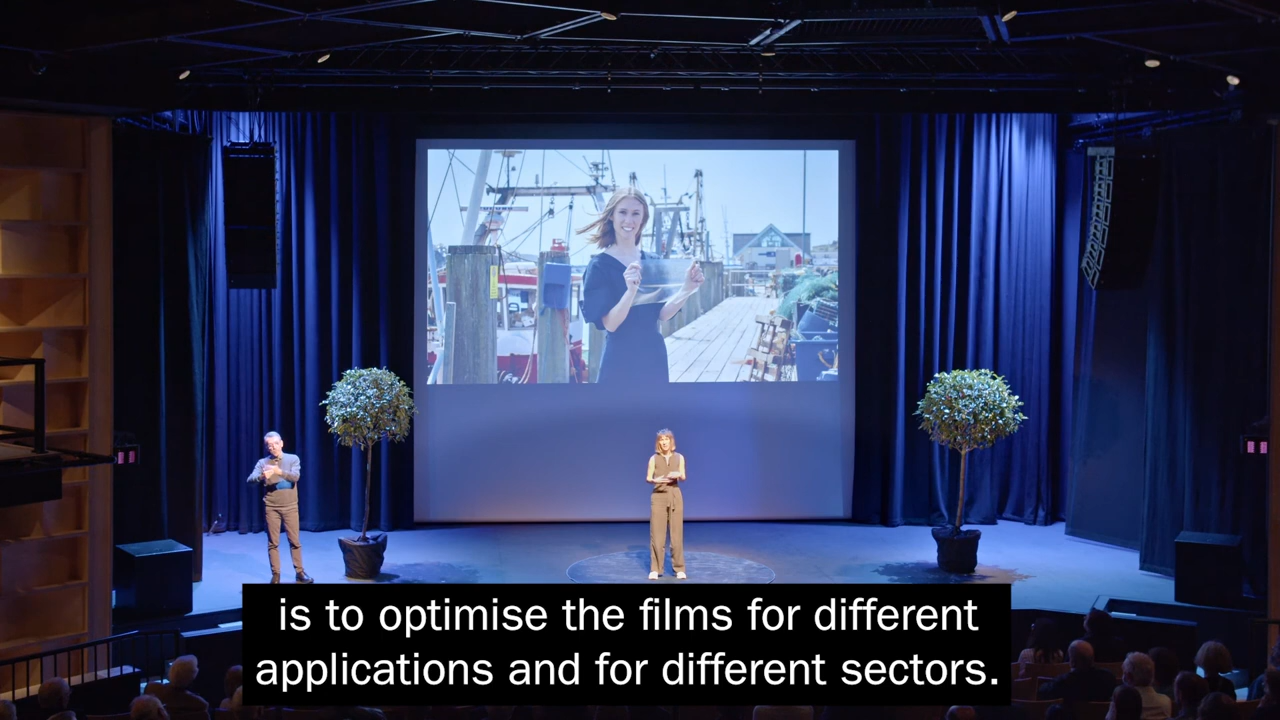 is to optimise the films for different
applications and for different sectors.